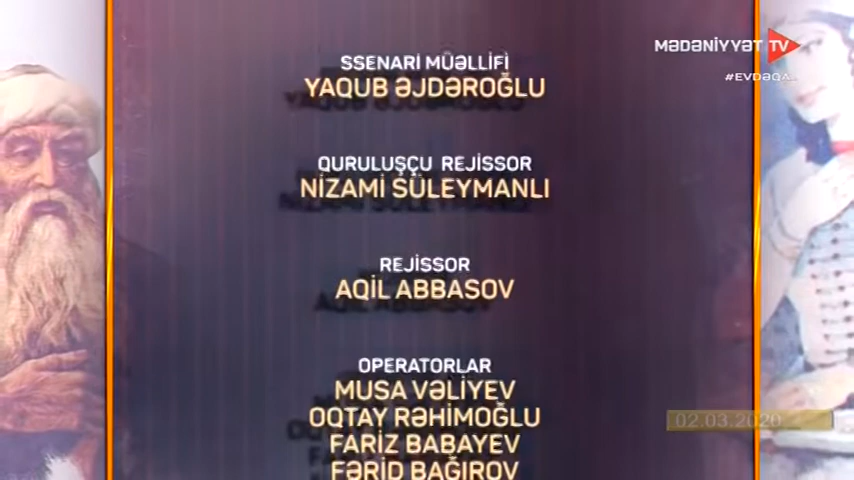 MƏDƏNİYYƏT TV
#EVDƏQAL
SSENARİ MÜƏLLİFİ
YAQUB ƏJDƏROĞLU
QURULUŞÇU REJİSSOR
NİZAMİ SÜLEYMANLI
REJİSSOR
AQİL ABBASOV
OPERATORLAR
MUSA VƏLİYEV
OQTAY RƏHİMOĞLU
02.03.2020
FARİZ BABAYEV
FƏRİD BAĞIROV